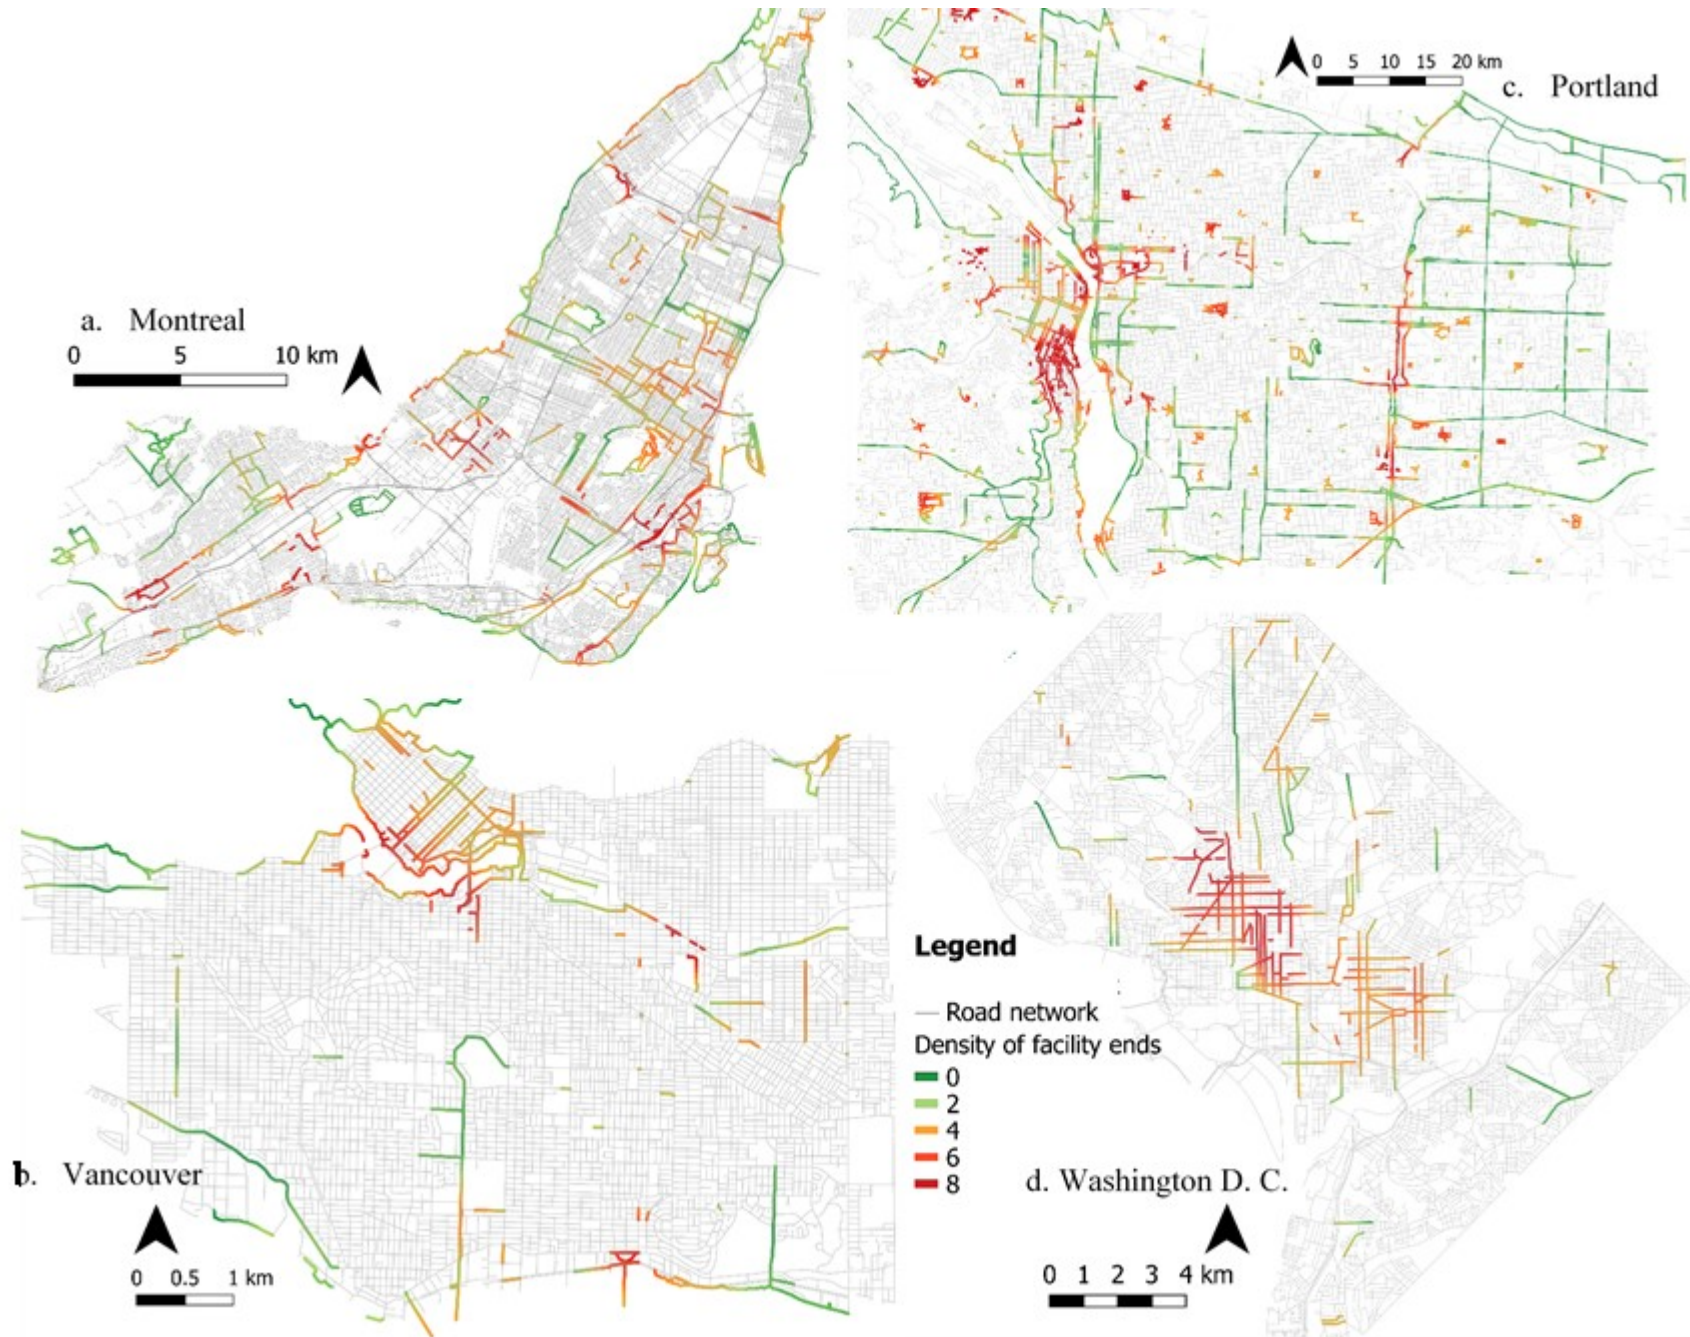 0 5 10 15 20 km
c. Portland
a. Montreal
0 5 10 km
Legend
Road network
Density of facility ends
0
2
4
6
8
b. Vancouver
0 0.5 1 km
d. Washington D. C.
0 1 2 3 4 km